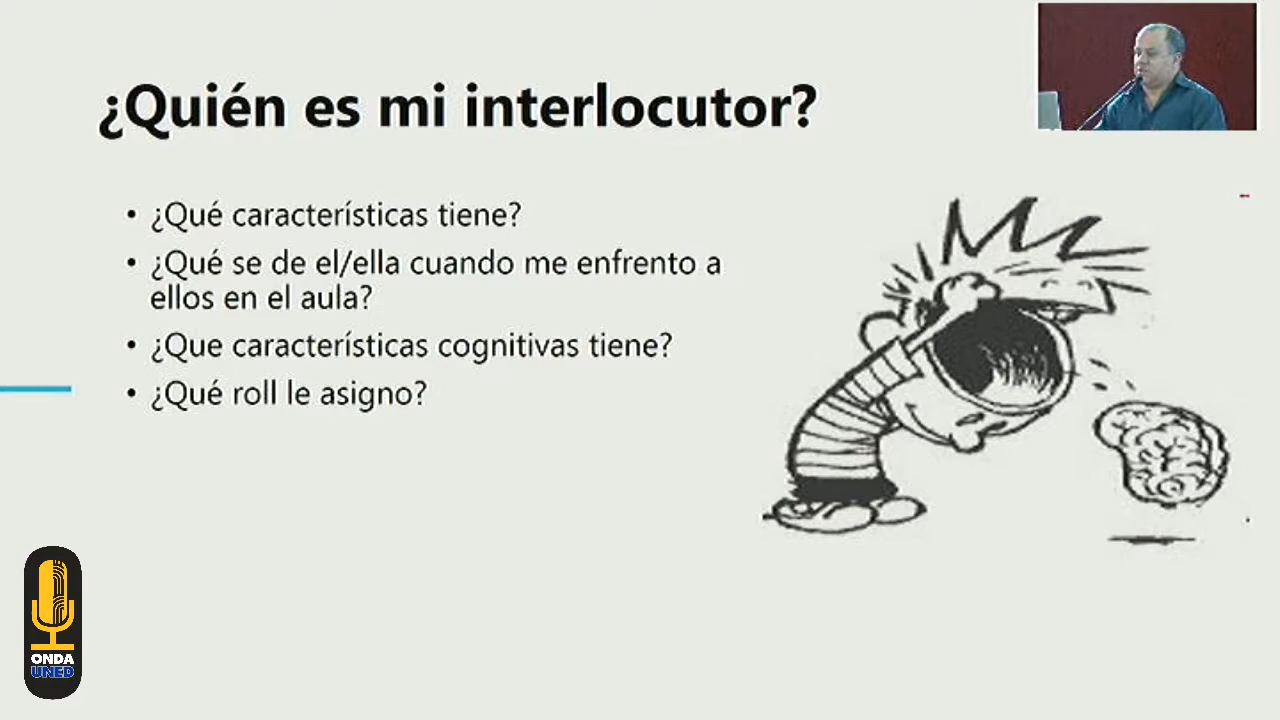 ¿Quién es mi interlocutor?
• ¿Qué características tiene?
• ¿Qué se de el/ella cuando me enfrento a
ellos en el aula?
• ¿Que características cognitivas tiene?
• ¿Qué roll le asigno?
ONDA
UNED